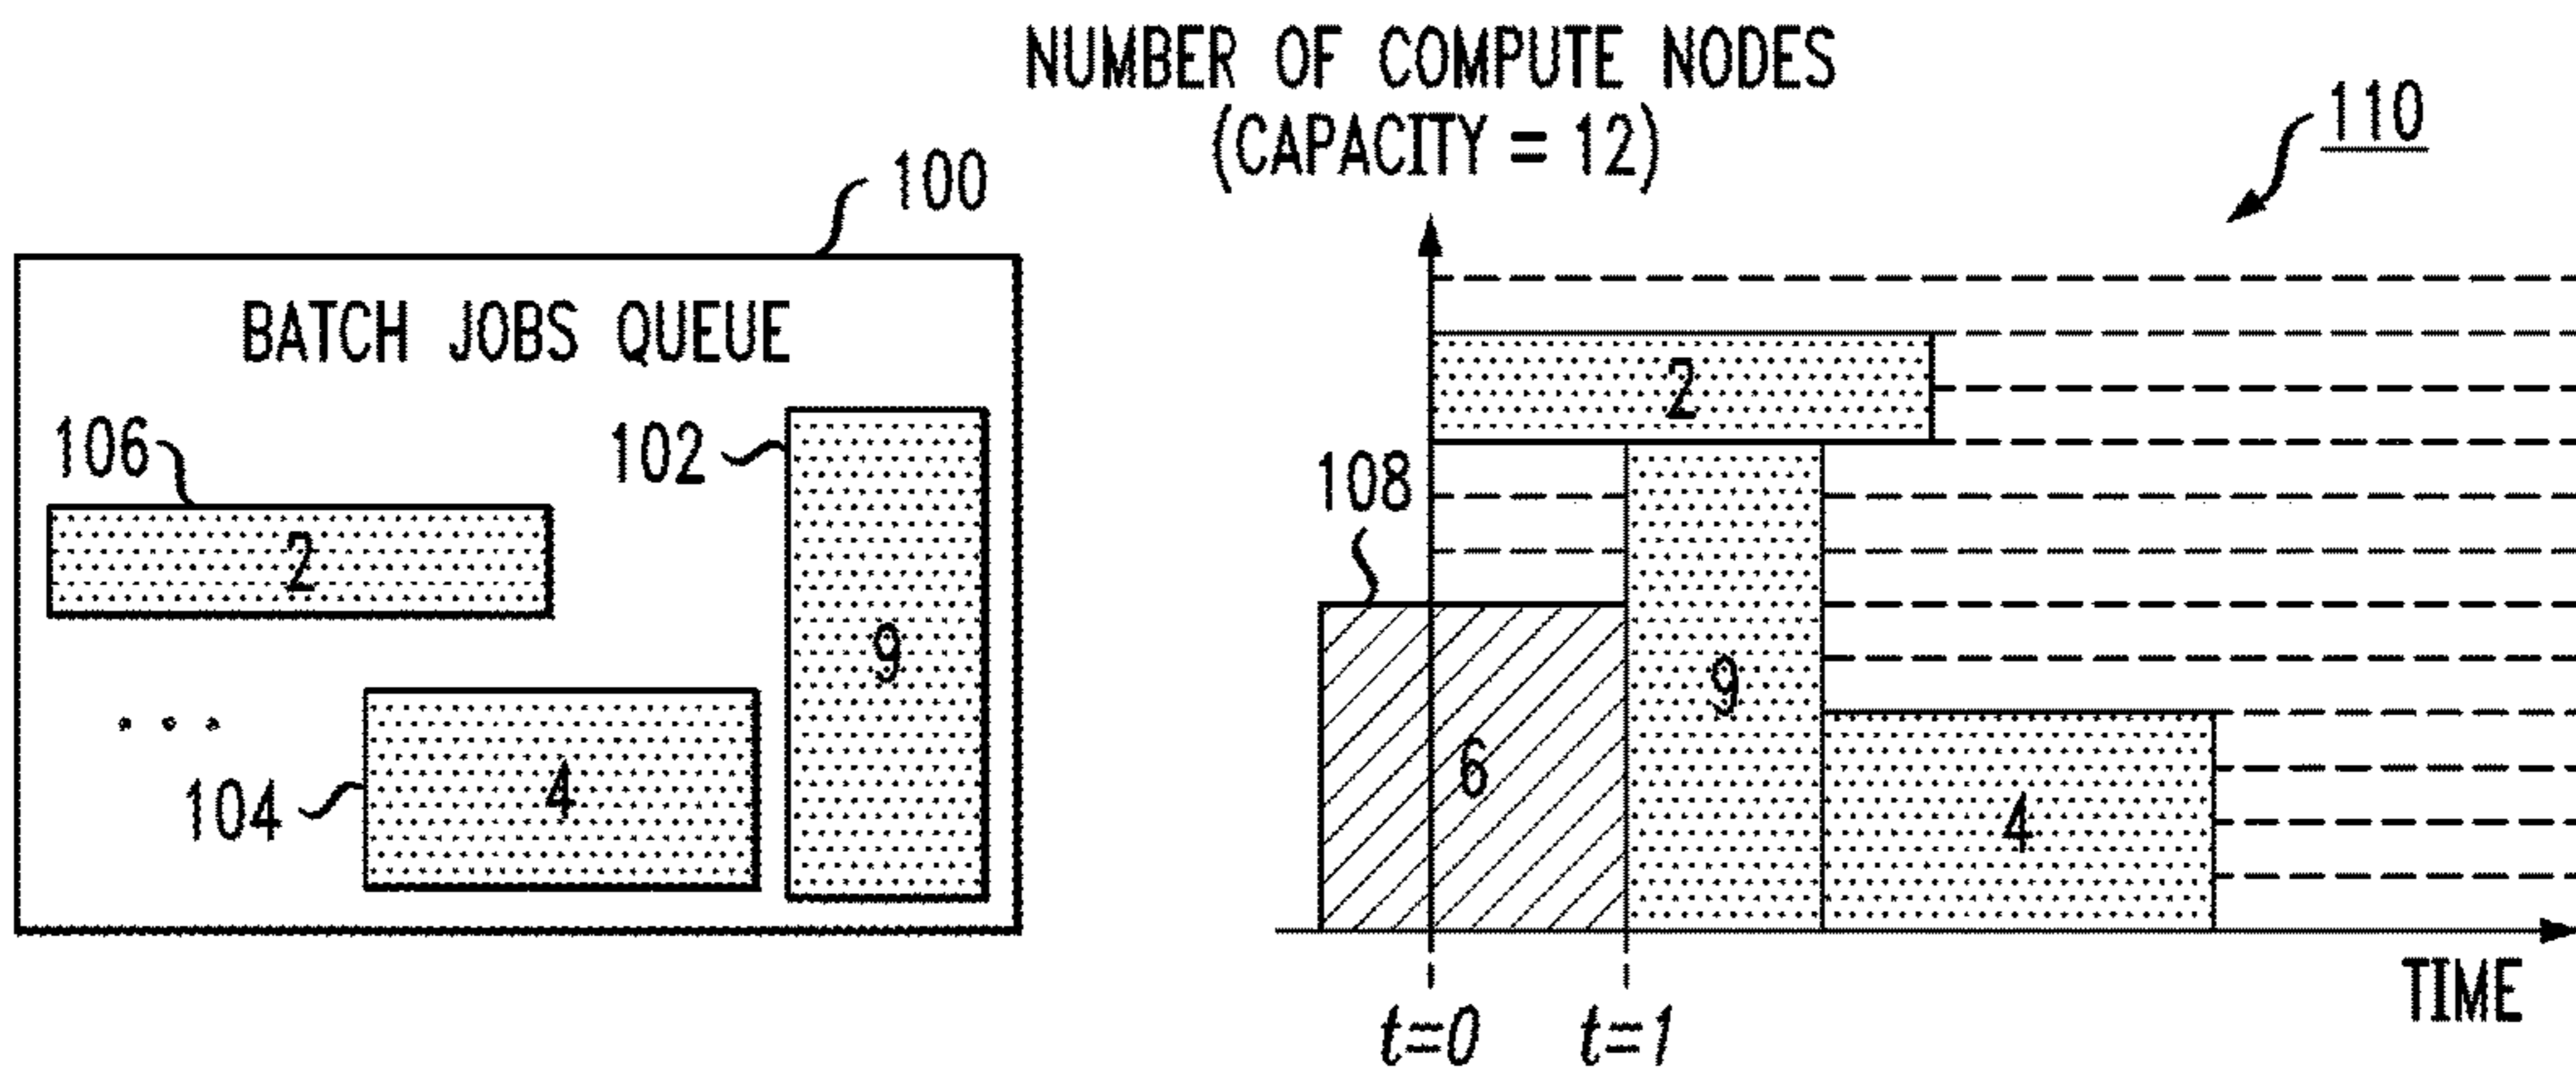 NUMBER OF COMPUTE NODES
(CAPACITY = 12)
110
100
BATCH JOBS QUEUE
106
102
2
9
104
4
108
2
6
9
4
t=0
t=1
TIME